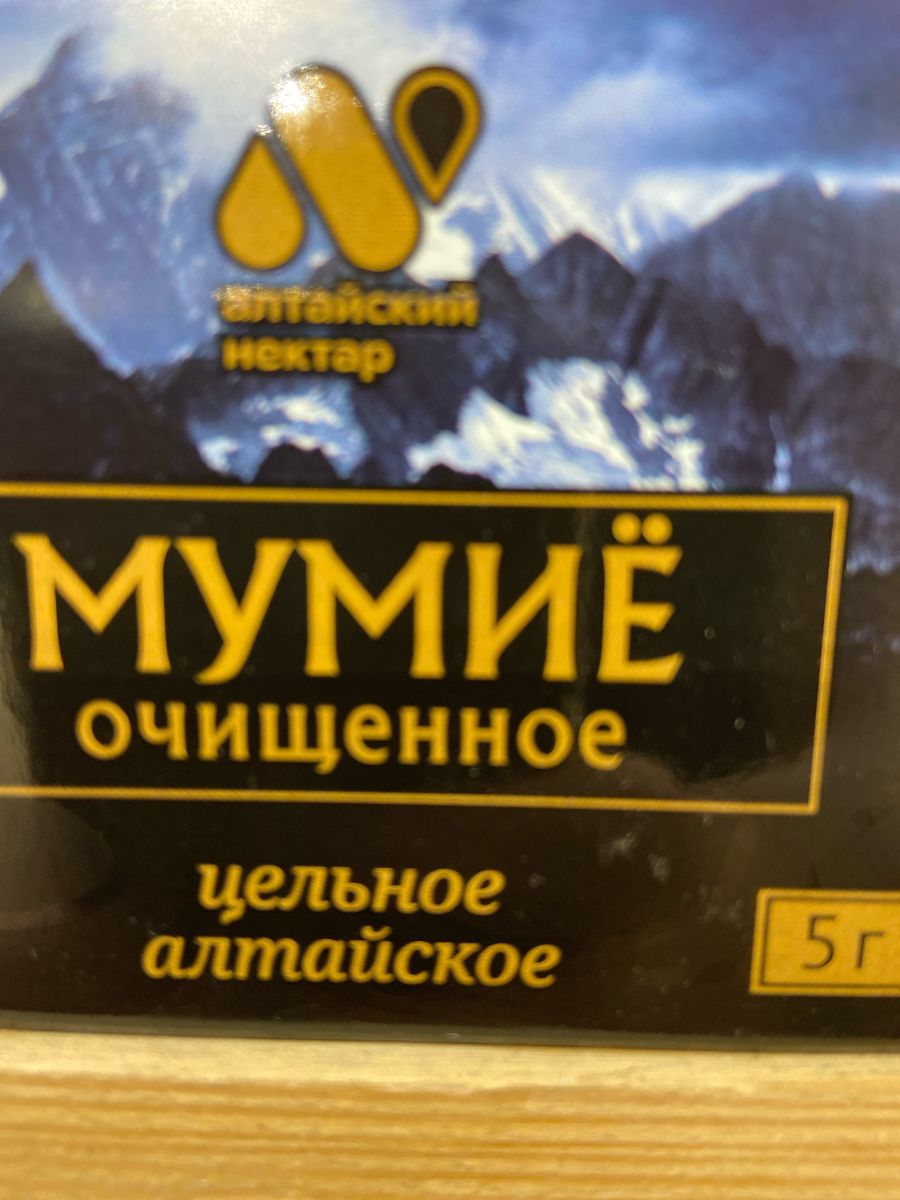 алтайский
нектар
МУМИЁ
очищенное
цельное
алтайское
5 г